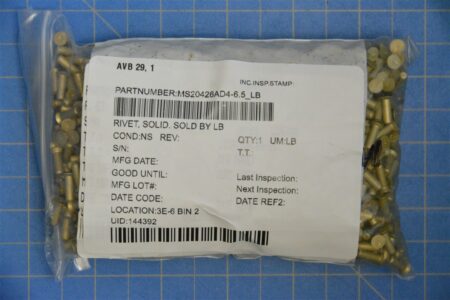 AVB 29, 1
INC.INSP.STAMP
PARTNUMBER:MS20426AD4-6.5_LB
RIVET, SOLID. SOLD BY LB
COND:NS REV: QTY:1 UM:LB
S/N: T.T.:
MFG DATE:
GOOD UNTIL: Last Inspection:
MFG LOT#: Next Inspection:
DATE CODE: DATE REF2:
LOCATION:3E-6 BIN 2
UID:144392